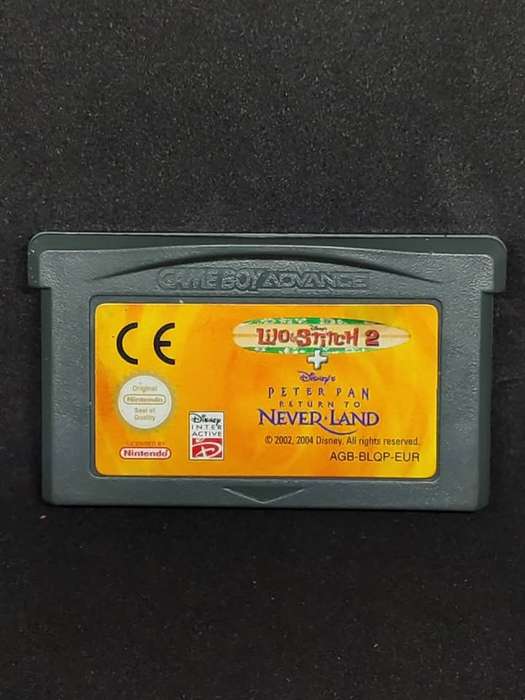 GAME BOY ADVANCE
CE
Disney's
LILO & STITCH 2
+
Disney's
PETER PAN
RETURN TO
NEVER LAND
© 2002, 2004 Disney. All rights reserved.
AGB-BLQP-EUR
Original
Nintendo
Seal of
Quality
LICENSED BY
Nintendo
Disney
INTER
ACTIVE